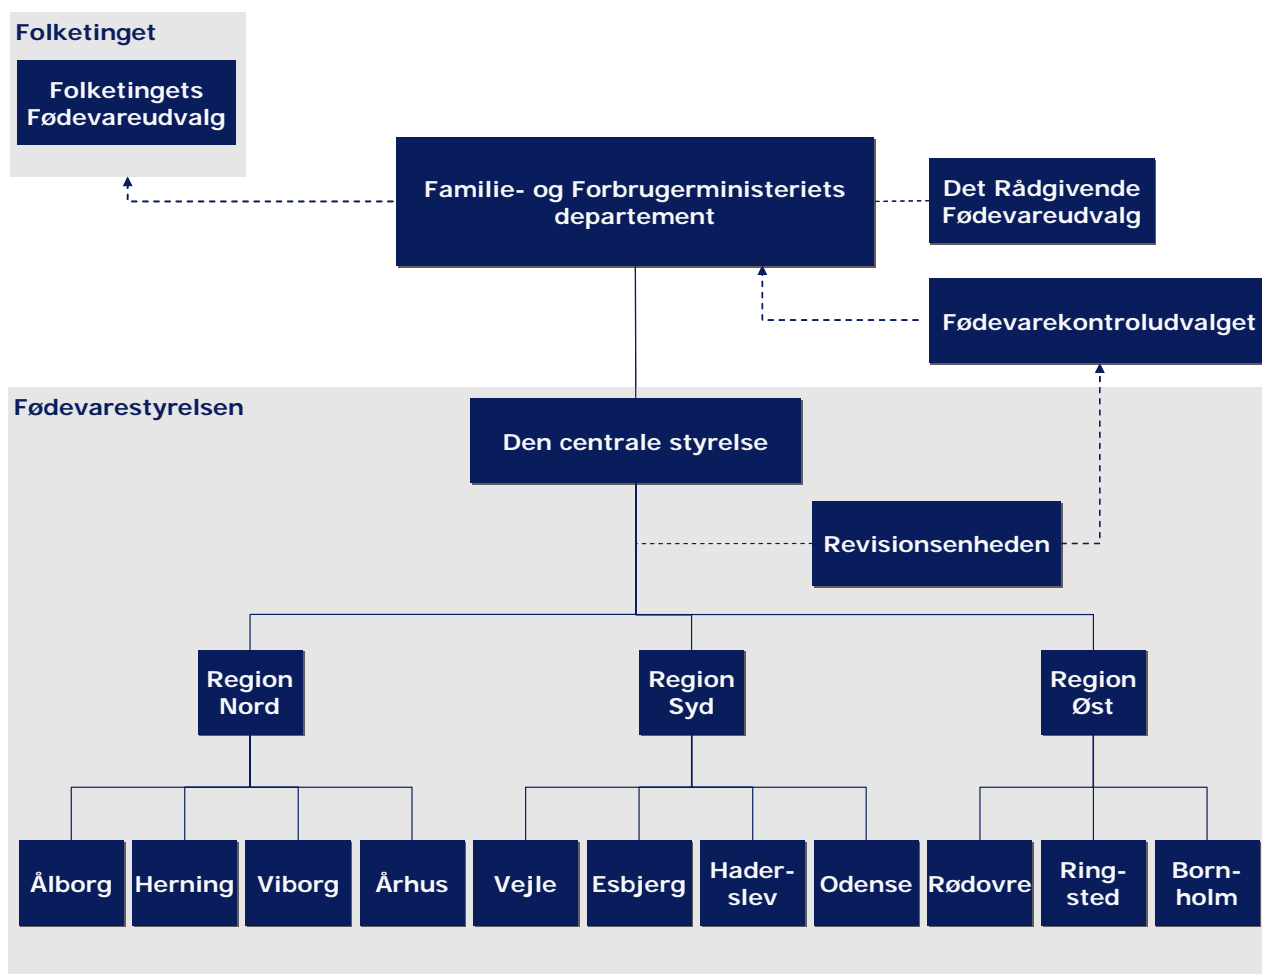 Folketinget
Folketingets
Fødevareudvalg
Familie- og Forbrugerministeriets
departement
Det Rådgivende
Fødevareudvalg
Fødevarekontroludvalget
Fødevarestyrelsen
Den centrale styrelse
Revisionsenheden
Region
Nord
Region
Syd
Region
Øst
Ålborg
Herning
Viborg
Århus
Vejle
Esbjerg
Hader-
slev
Odense
Rødovre
Ring-
sted
Born-
holm